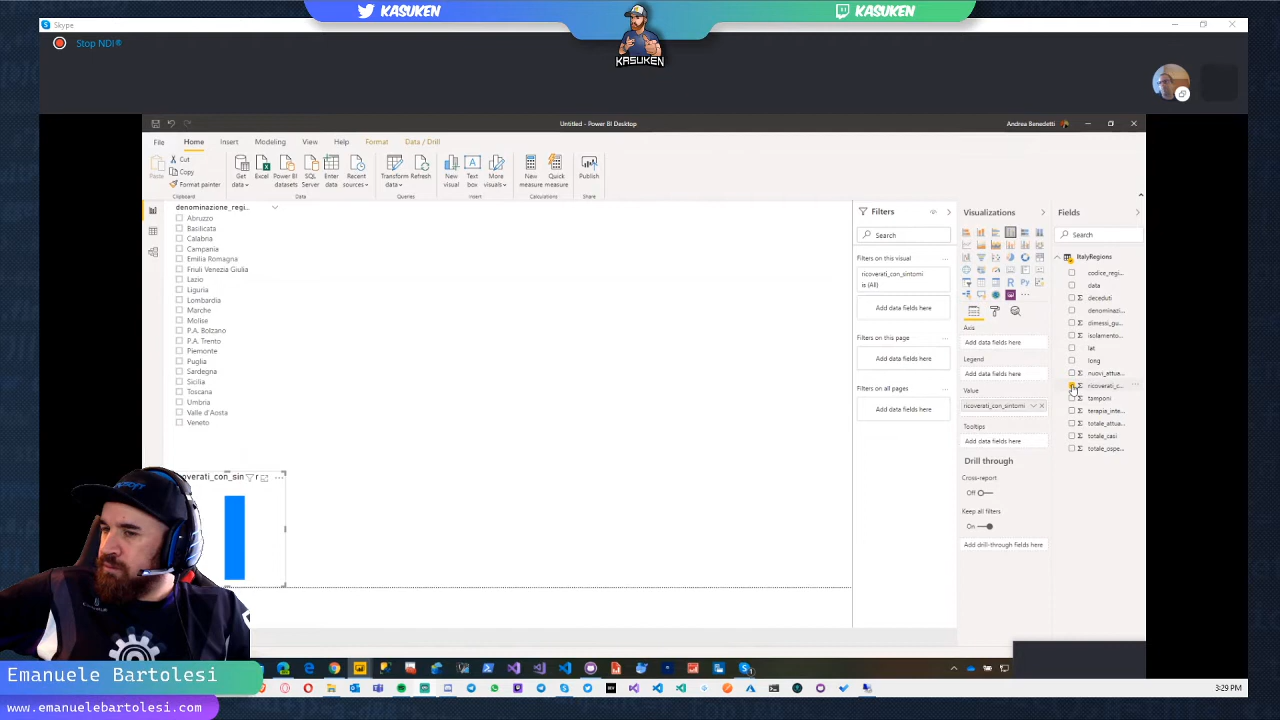 KASUKEN
KASUKEN
KASUKEN
Skype
Stop NDI®
Untitled - Power BI Desktop
Andrea Benedetti
File
Home
Insert
Modeling
View
Help
Format
Data / Drill
Paste
Cut
Copy
Format painter
Clipboard
Get data
Excel
Power BI datasets
SQL Server
Enter data
Recent sources
Data
Transform data
Refresh
Queries
New visual
Text box
More visuals
Insert
New measure
Quick measure
Calculations
Publish
Share
denominazione_regi...
Abruzzo
Basilicata
Calabria
Campania
Emilia Romagna
Friuli Venezia Giulia
Lazio
Liguria
Lombardia
Marche
Molise
P.A. Bolzano
P.A. Trento
Piemonte
Puglia
Sardegna
Sicilia
Toscana
Umbria
Valle d'Aosta
Veneto
Filters
Search
Filters on this visual
ricoverati_con_sintomi
is (All)
Add data fields here
Filters on this page
Add data fields here
Filters on all pages
Add data fields here
Visualizations
Axis
Add data fields here
Legend
Add data fields here
Value
ricoverati_con_sintomi
Tooltips
Add data fields here
Drill through
Cross-report
Off
Keep all filters
On
Add drill-through fields here
Fields
Search
ItalyRegions
codice_regi...
data
deceduti
denominazi...
dimessi_gu...
isolamento...
lat
long
nuovi_attua...
ricoverati_c...
tamponi
terapia_inte...
totale_attua...
totale_casi
totale_ospe...
Emanuele Bartolesi
www.emanuelebartolesi.com
3:29 PM